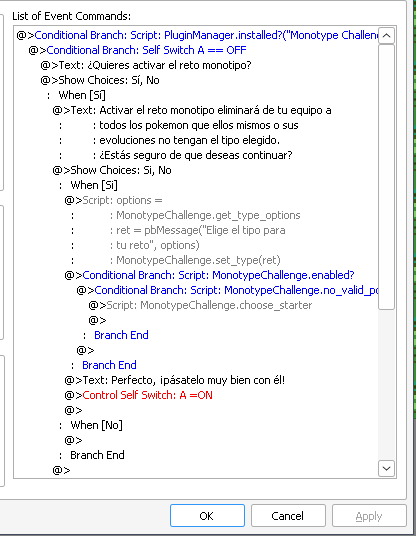 List of Event Commands:
@>Conditional Branch: Script: PluginManager.installed?("Monotype Challeng
@>Conditional Branch: Self Switch A == OFF
@>Text: ¿Quieres activar el reto monotipo?
@>Show Choices: Sí, No
: When [Sí]
@>Text: Activar el reto monotipo eliminará de tu equipo a
: : todos los pokemon que ellos mismos o sus
: : evoluciones no tengan el tipo elegido.
: : ¿Estás seguro de que deseas continuar?
@>Show Choices: Si, No
: When [Si]
@>Script: options =
: : MonotypeChallenge.get_type_options
: : ret = pbMessage("Elige el tipo para
: : tu reto", options)
: : MonotypeChallenge.set_type(ret)
@>Conditional Branch: Script: MonotypeChallenge.enabled?
@>Conditional Branch: Script: MonotypeChallenge.no_valid_po
@>Script: MonotypeChallenge.choose_starter
@>
: Branch End
@>
: Branch End
@>Text: Perfecto, ¡pásatelo muy bien con él!
@>Control Self Switch: A =ON
@>
: When [No]
@>
: Branch End
@>
OK
Cancel
Apply